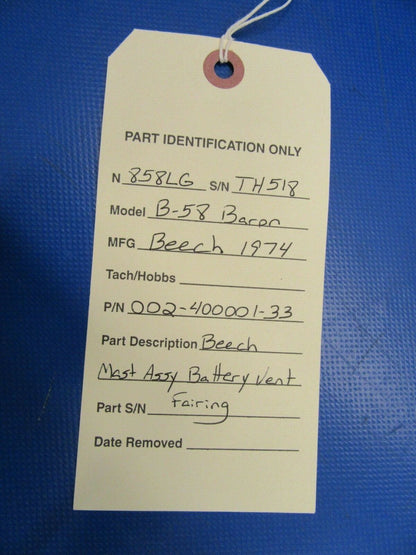 PART IDENTIFICATION ONLY
N 858LG S/N TH518
Model B-58 Baron
MFG Beech 1974
Tach/Hobbs
P/N 002-400001-33
Part Description Beech
Mast Assy Battery Vent
Part S/N Fairing
Date Removed